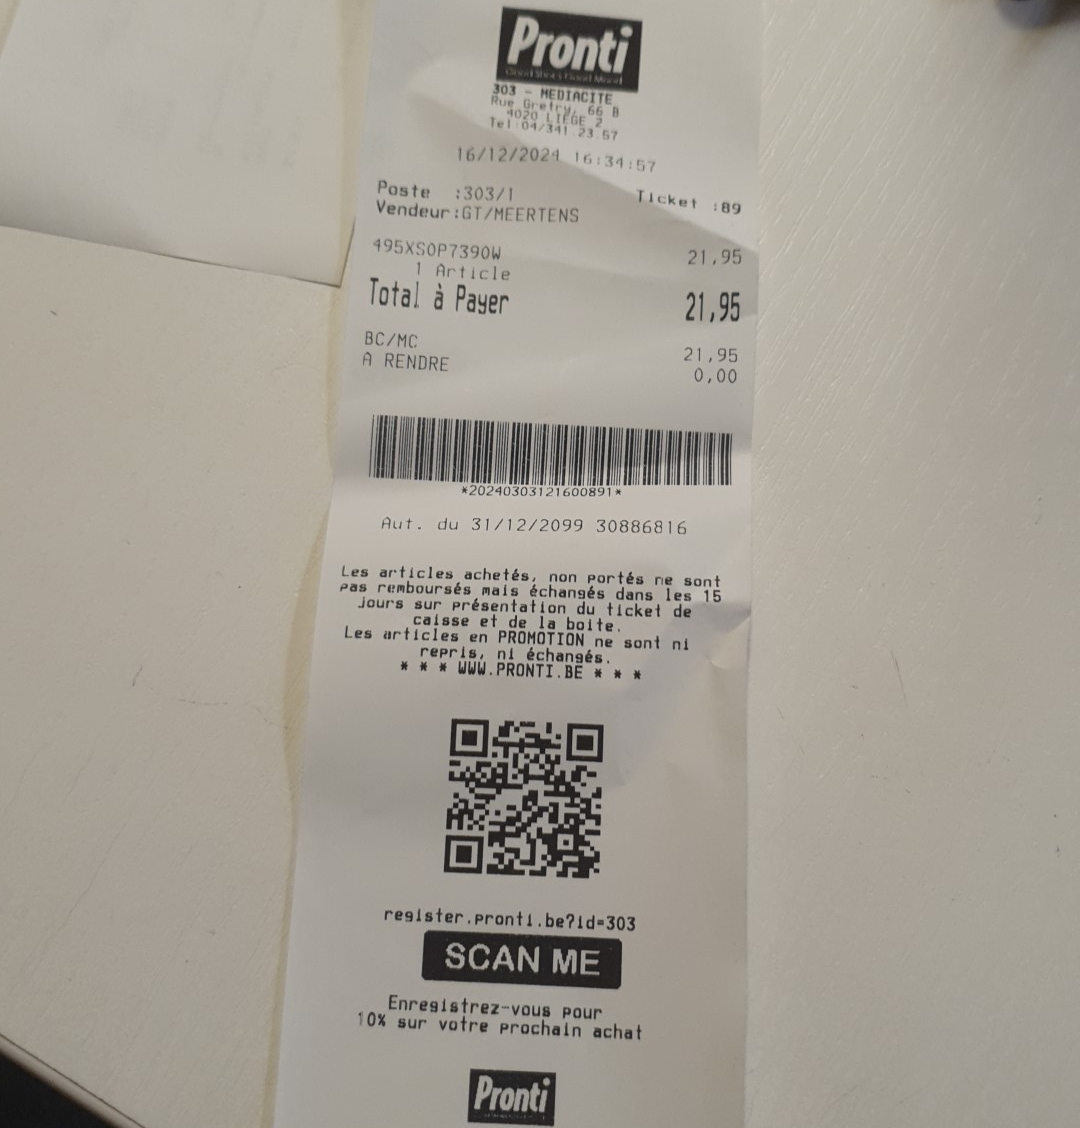 Pronti
303 - MEDIACITE
Rue Gretry, 66 B
4020 LIEGE 2
Tel 04/341.23.57
16/12/2024 16:34:57
Poste :303/1 Ticket :89
Vendeur:GT/MEERTENS
495XSOP7390W 21,95
1 Article
Total à Payer 21,95
BC/MC 21,95
A RENDRE 0,00
*20240303121600891*
Aut. du 31/12/2099 30886816
Les articles achetés, non portés ne sont
pas remboursés mais échangés dans les 15
jours sur présentation du ticket de
caisse et de la boite.
Les articles en PROMOTION ne sont ni
repris, ni échangés.
* * * WWW.PRONTI.BE * * *
register.pronti.be?id=303
SCAN ME
Enregistrez-vous pour
10% sur votre prochain achat
Pronti